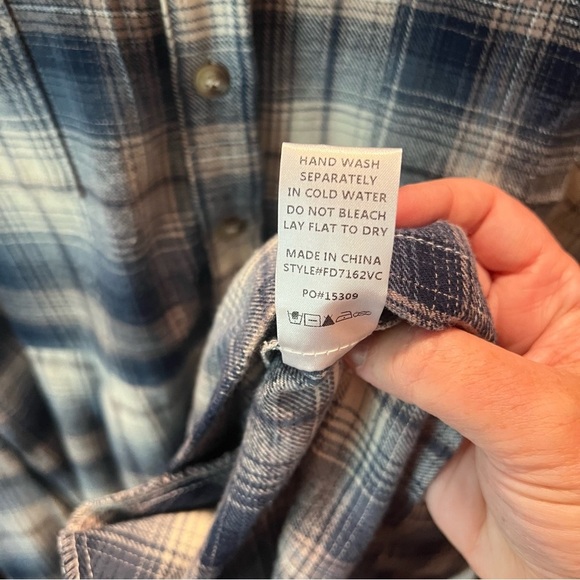 HAND WASH
SEPARATELY
IN COLD WATER
DO NOT BLEACH
LAY FLAT TO DRY
MADE IN CHINA
STYLE#FD7162VC
PO#15309